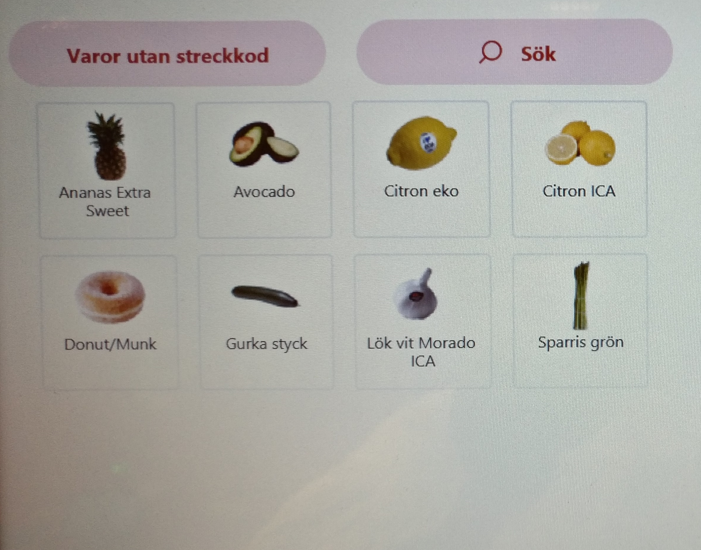 Varor utan streckkod
Sök
Ananas Extra
Sweet
Avocado
Citron eko
Citron ICA
Donut/Munk
Gurka styck
Lök vit Morado
ICA
Sparris grön